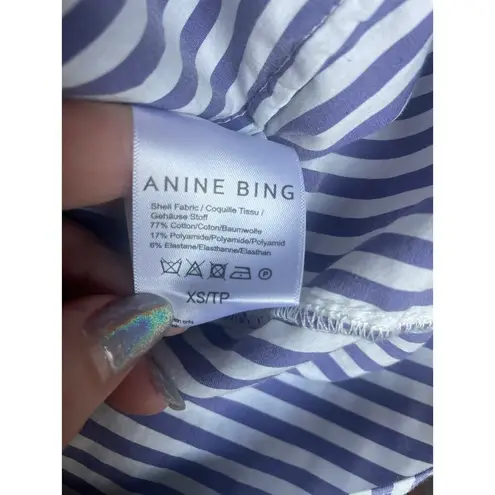 ANINE BING
Shell Fabric / Coquille Tissu /
Gehäuse Stoff
77% Cotton/Coton/Baumwolle
17% Polyamide/Polyamide/Polyamid
6% Elastane/Elasthanne/Elasthan
P
XS/TP
only